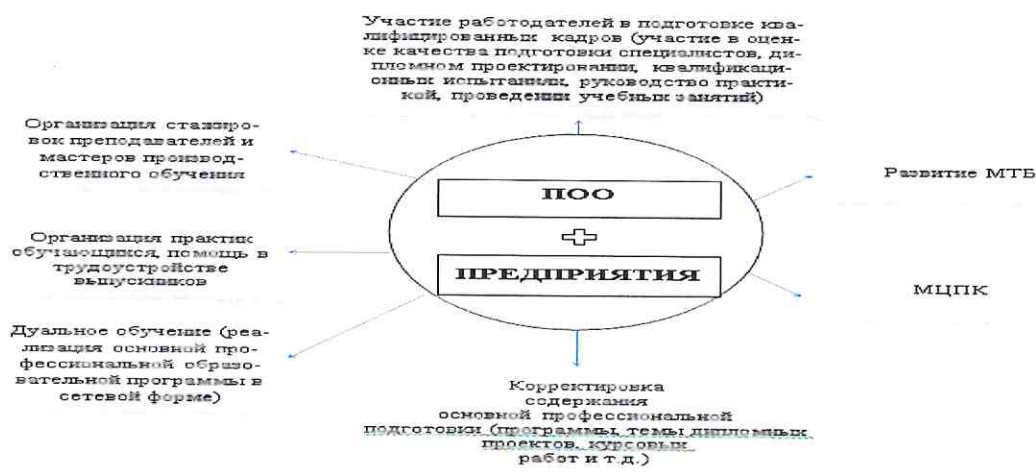 Участие работодателей в подготовке ква-
лифицированных кадров (участие в оцен-
ке качества подготовки специалистов, ди-
пломном проектировании, квалификаци-
онных испытаниях, руководство практи-
кой, проведении учебных занятий)
Организация стажиро-
вок преподавателей и
мастеров производ-
ственного обучения
ПОО
Развитие МТБ
Организация практик
обучающихся, помощь в
трудоустройстве
выпускников
ПРЕДПРИЯТИЯ
МЦПК
Дуальное обучение (реа-
лизация основной про-
фессиональной образо-
вательной программы в
сетевой форме)
Корректировка
содержания
основной профессиональной
подготовки (программы, темы дипломных
проектов, курсовых
работ и т.д.)